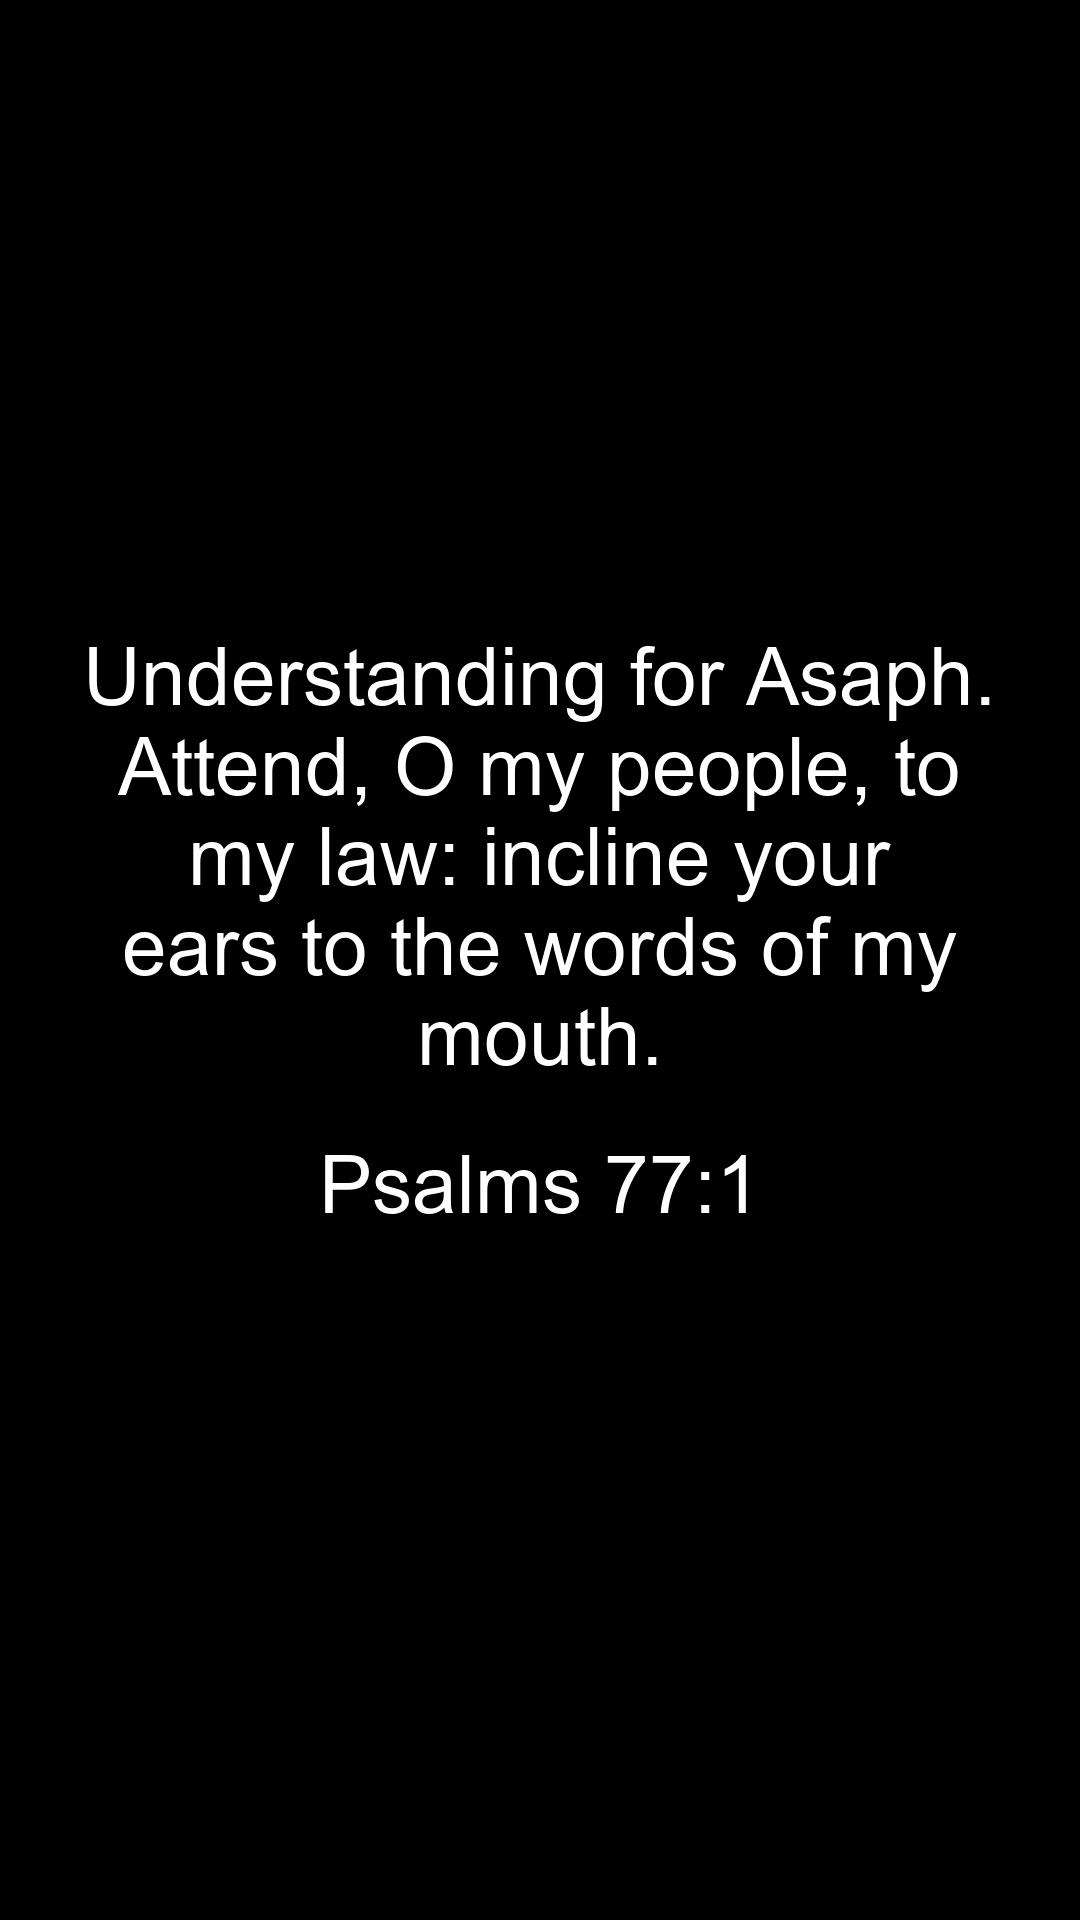 Understanding for Asaph.
Attend, O my people, to
my law: incline your
ears to the words of my
mouth.
Psalms 77:1